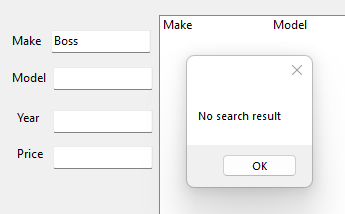 Make Boss
Model
Year
Price
Make Model
No search result
OK